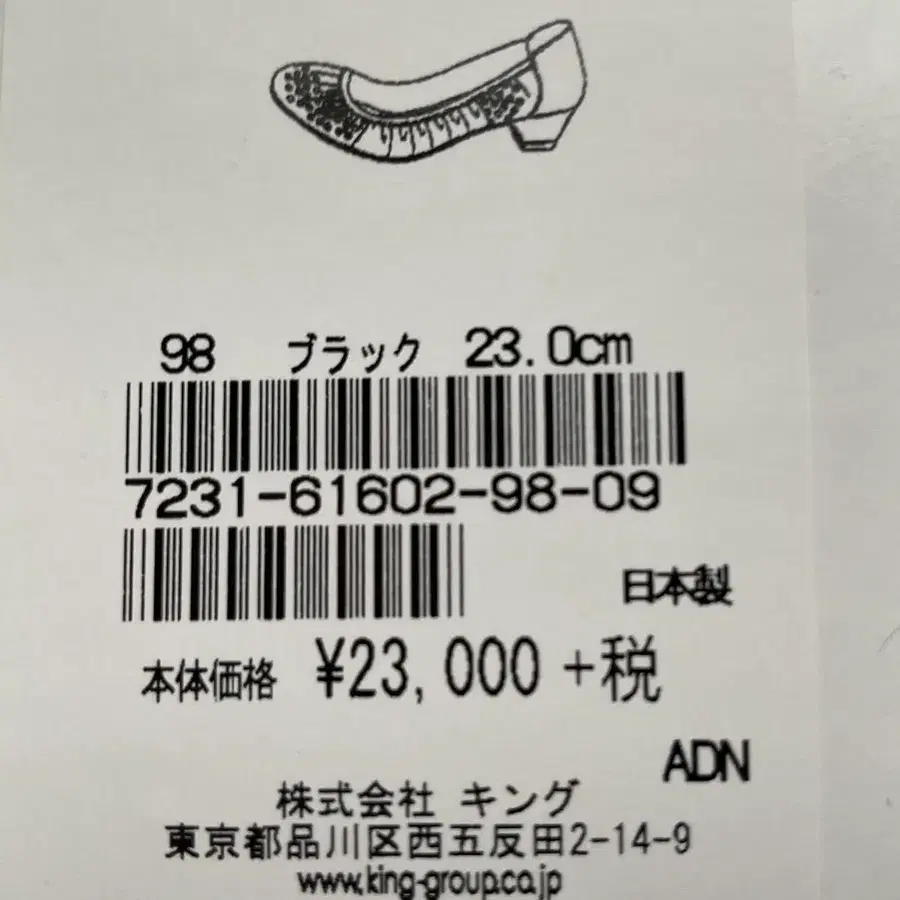 98 ブラック 23.0cm
7231-61602-98-09
日本製
本体価格 ¥23,000 +税
ADN
株式会社 キング
東京都品川区西五反田2-14-9
www.king-group.co.jp